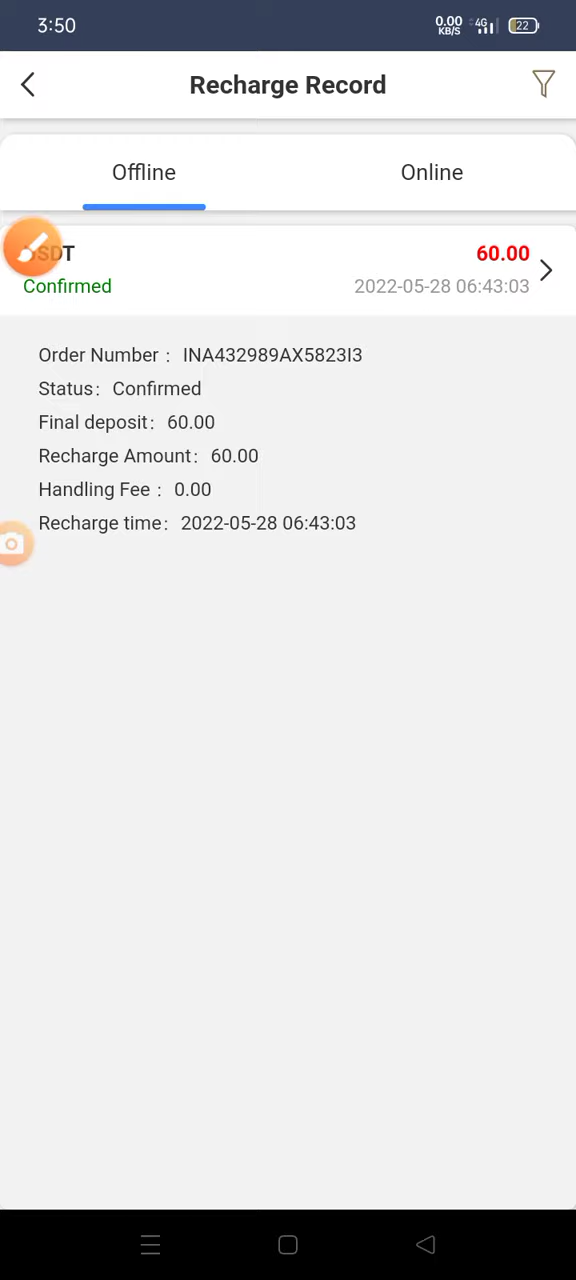 3:50
0.00 KB/S 4G 22
Recharge Record
Offline
Online
60.00
Confirmed
2022-05-28 06:43:03
Order Number : INA432989AX5823I3
Status: Confirmed
Final deposit: 60.00
Recharge Amount: 60.00
Handling Fee : 0.00
Recharge time: 2022-05-28 06:43:03